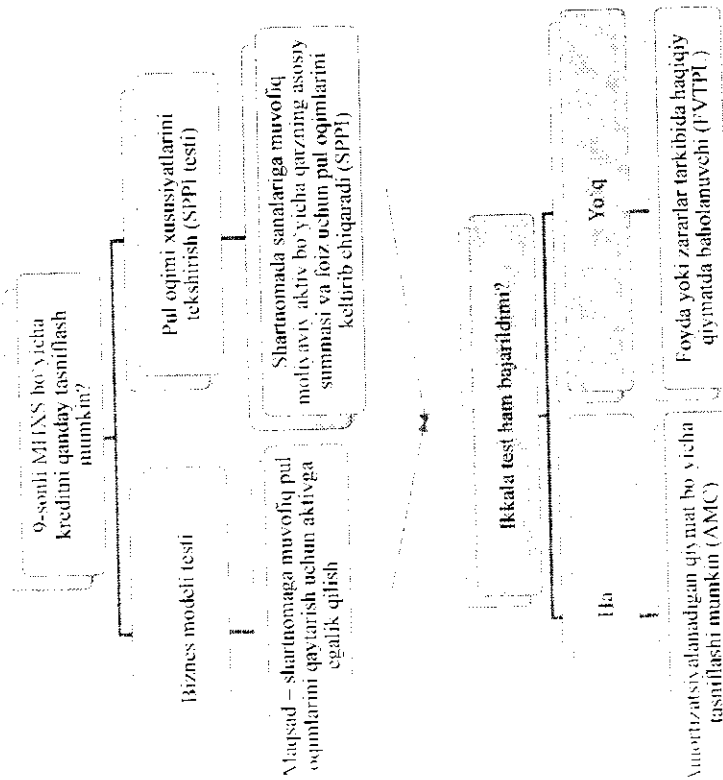 9-sonli MHXS bo'yicha
kreditni qanday tasniflash
mumkin?
Biznes modeli testi
Pul oqimi xususiyatlarini
tekshirish (SPPI testi)
Maqsad – shartnomaga muvofiq pul
oqimlarini qaytarish uchun aktivga
egalik qilish
Shartnomada sanalariga muvofiq
moliyaviy aktiv bo'yicha qarzning asosiy
summasi va foiz uchun pul oqimlarini
keltirib chiqaradi (SPPI)
Ikkala test ham bajarildimi?
Ha
Yo'q
Amortizatsiyalanadigan qiymat bo'yicha
tasniflashi mumkin (AMC)
Foyda yoki zararlar tarkibida haqiqiy
qiymatda baholanuvchi (FVTPL)